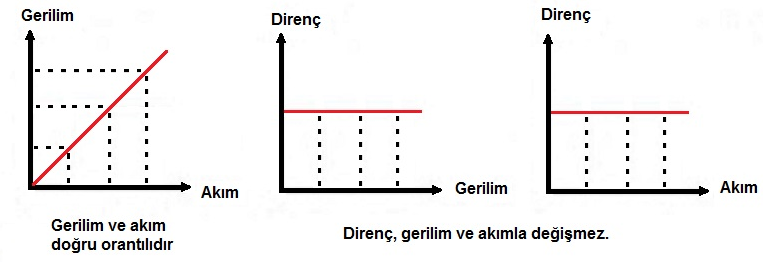 Gerilim
Akım
Gerilim ve akım
doğru orantılıdır
Direnç
Gerilim
Direnç
Akım
Direnç, gerilim ve akımla değişmez.